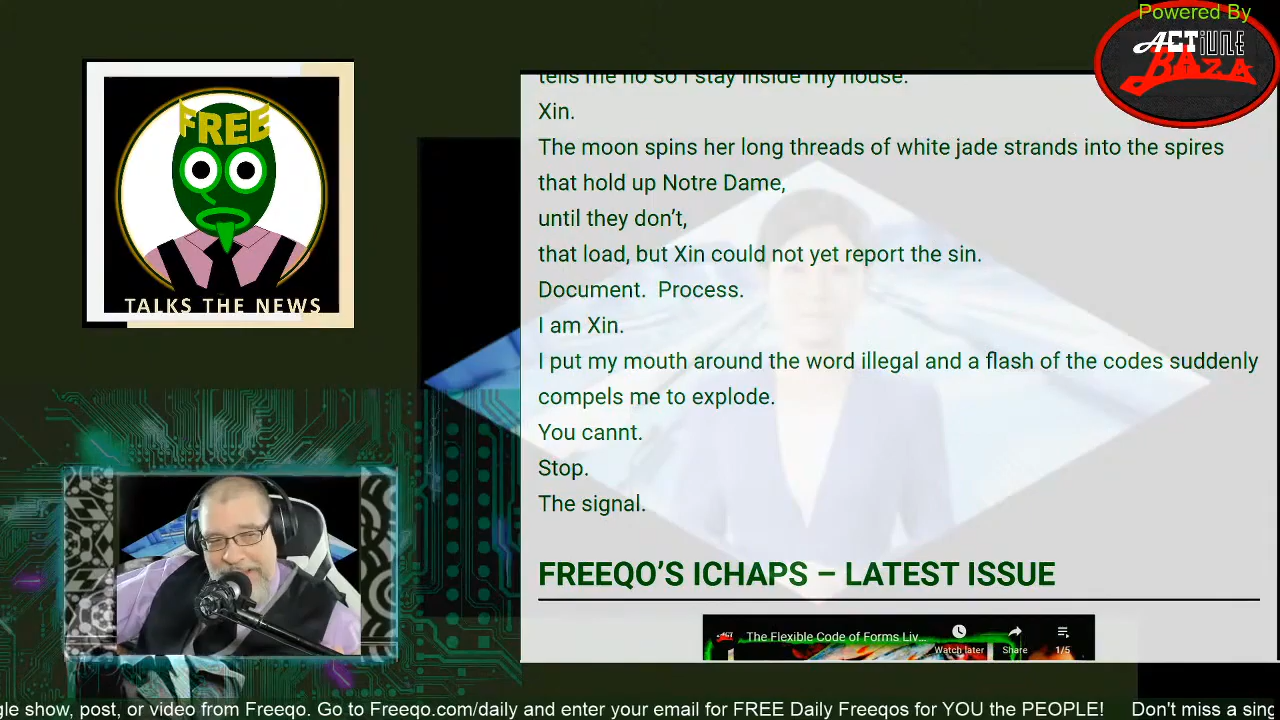 Powered By
ACTiUNE
BAZA
FREE
TALKS THE NEWS
tells me no so I stay inside my house.
Xin.
The moon spins her long threads of white jade strands into the spires
that hold up Notre Dame,
until they don’t,
that load, but Xin could not yet report the sin.
Document.  Process.
I am Xin.
I put my mouth around the word illegal and a flash of the codes suddenly
compels me to explode.
You cannt.
Stop.
The signal.
FREEQO’S ICHAPS – LATEST ISSUE
ACT The Flexible Code of Forms Liv...
Watch later Share 1/5
gle show, post, or video from Freeqo. Go to Freeqo.com/daily and enter your email for FREE Daily Freeqos for YOU the PEOPLE! Don't miss a sing